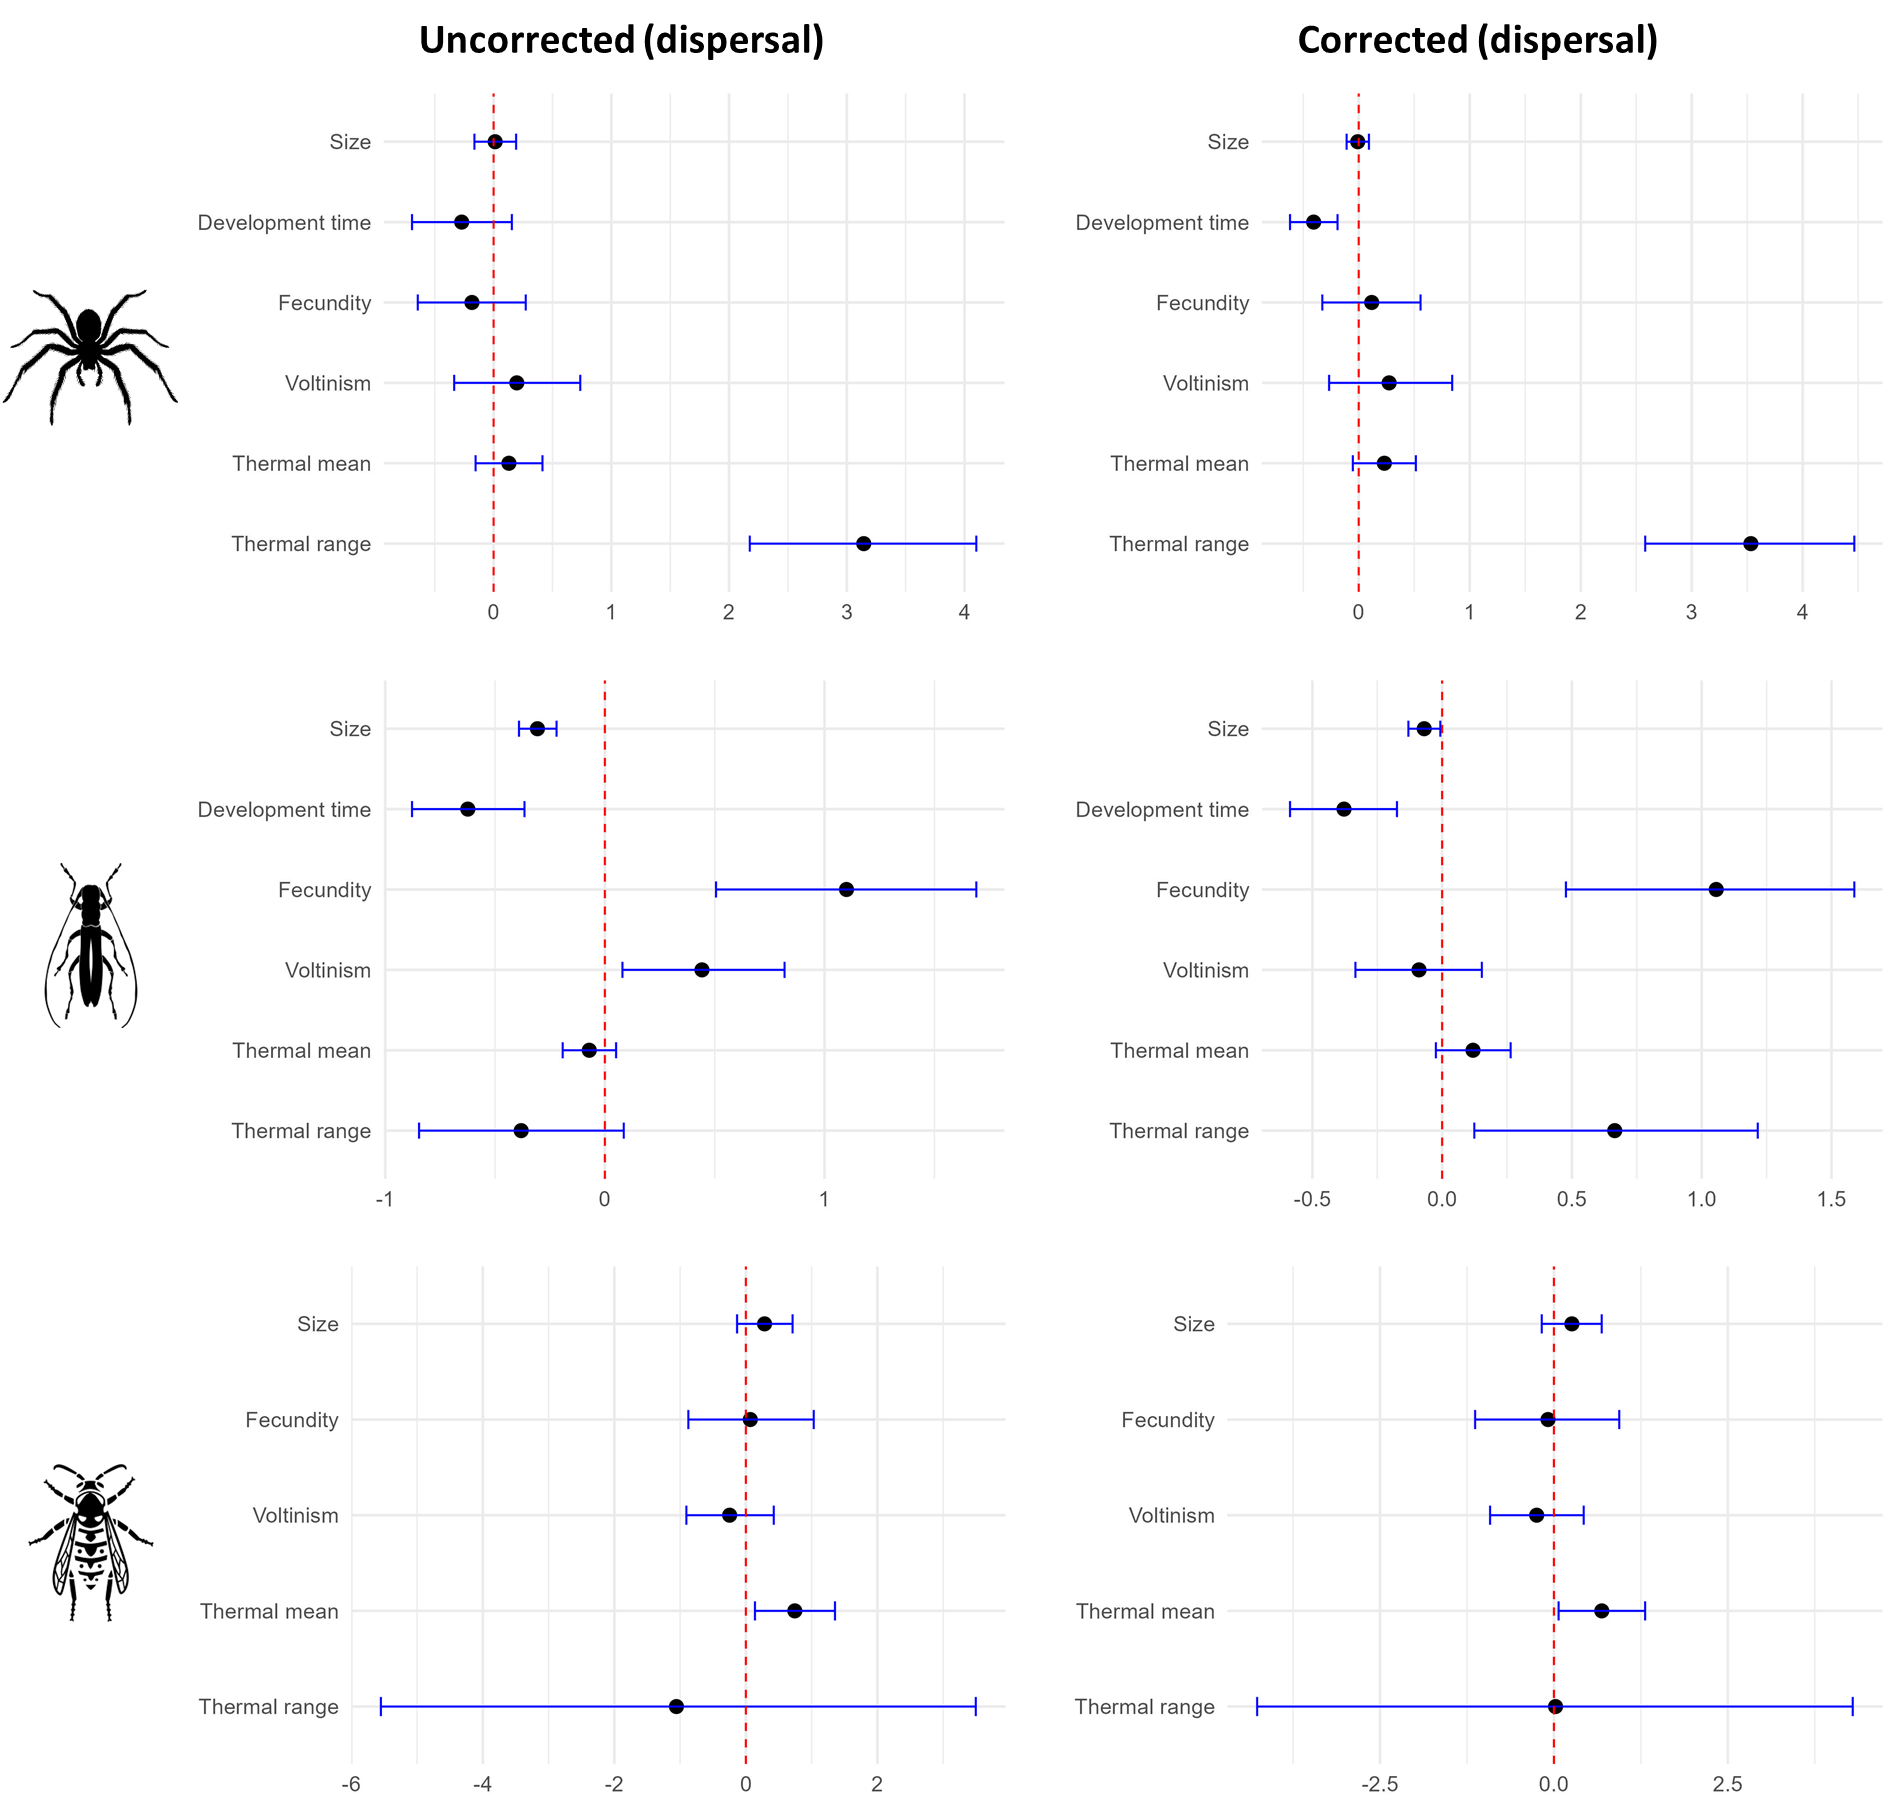 Uncorrected (dispersal)
Corrected (dispersal)
Size
Development time
Fecundity
Voltinism
Thermal mean
Thermal range
0 1 2 3 4
Size
Development time
Fecundity
Voltinism
Thermal mean
Thermal range
0 1 2 3 4
Size
Development time
Fecundity
Voltinism
Thermal mean
Thermal range
-1 0 1
Size
Development time
Fecundity
Voltinism
Thermal mean
Thermal range
-0.5 0.0 0.5 1.0 1.5
Size
Fecundity
Voltinism
Thermal mean
Thermal range
-6 -4 -2 0 2
Size
Fecundity
Voltinism
Thermal mean
Thermal range
-2.5 0.0 2.5